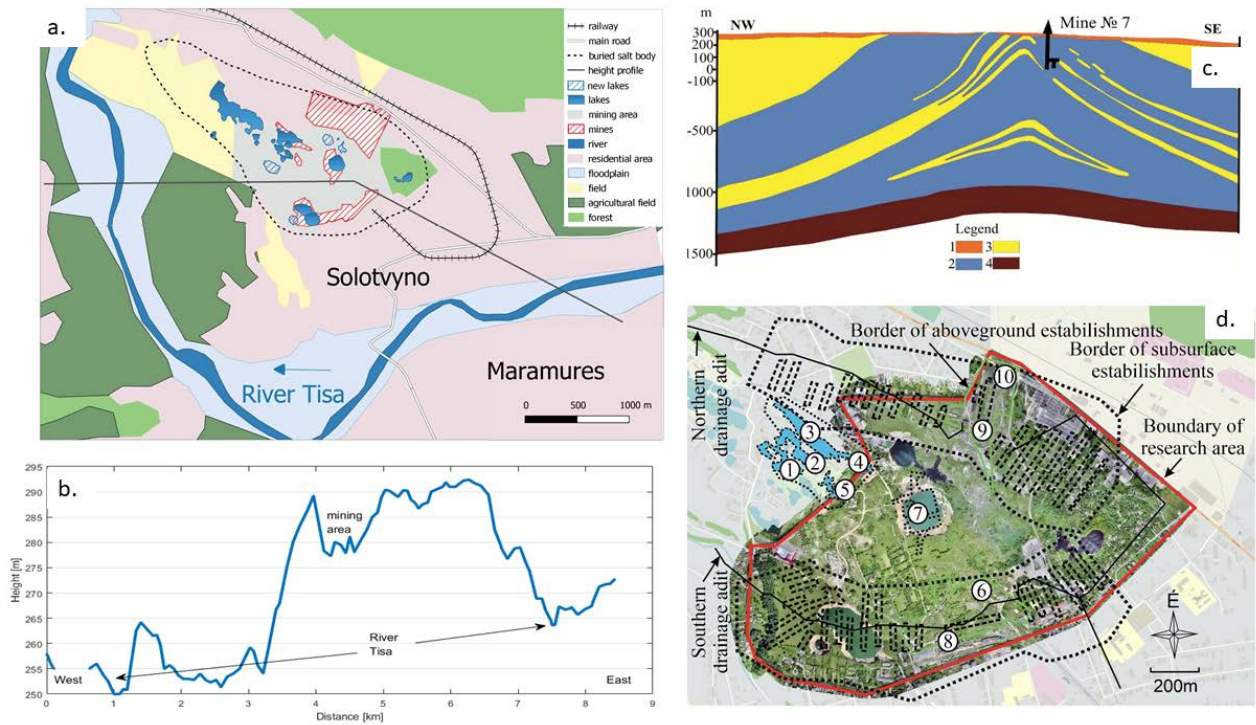 a.
railway
main road
buried salt body
height profile
new lakes
lakes
mining area
mines
river
residential area
floodplain
field
agricultural field
forest
Solotvyno
River Tisa
Maramures
0 500 1000 m
b.
295
290
285
280
275
270
265
260
255
250
Height [m]
mining
area
River
Tisa
West
East
0 1 2 3 4 5 6 7 8 9
Distance [km]
c.
m
NW
Mine № 7
SE
300
200
100
0
-100
-500
1000
1500
Legend
1
2
3
4
d.
Border of aboveground estabilishments
Border of subsurface
estabilishments
Boundary of
research area
Northern
drainage adit
Southern
drainage adit
1
2
3
4
5
6
7
8
9
10
É
200m